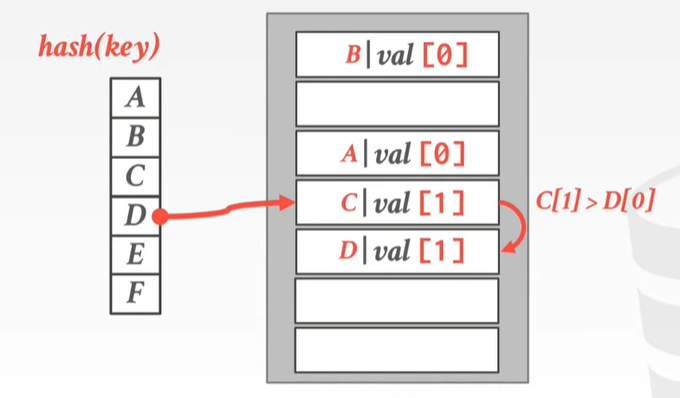 hash(key)
A
B
C
D
E
F
B|val [0]
A|val [0]
C|val [1]
D|val [1]
C[1] > D[0]